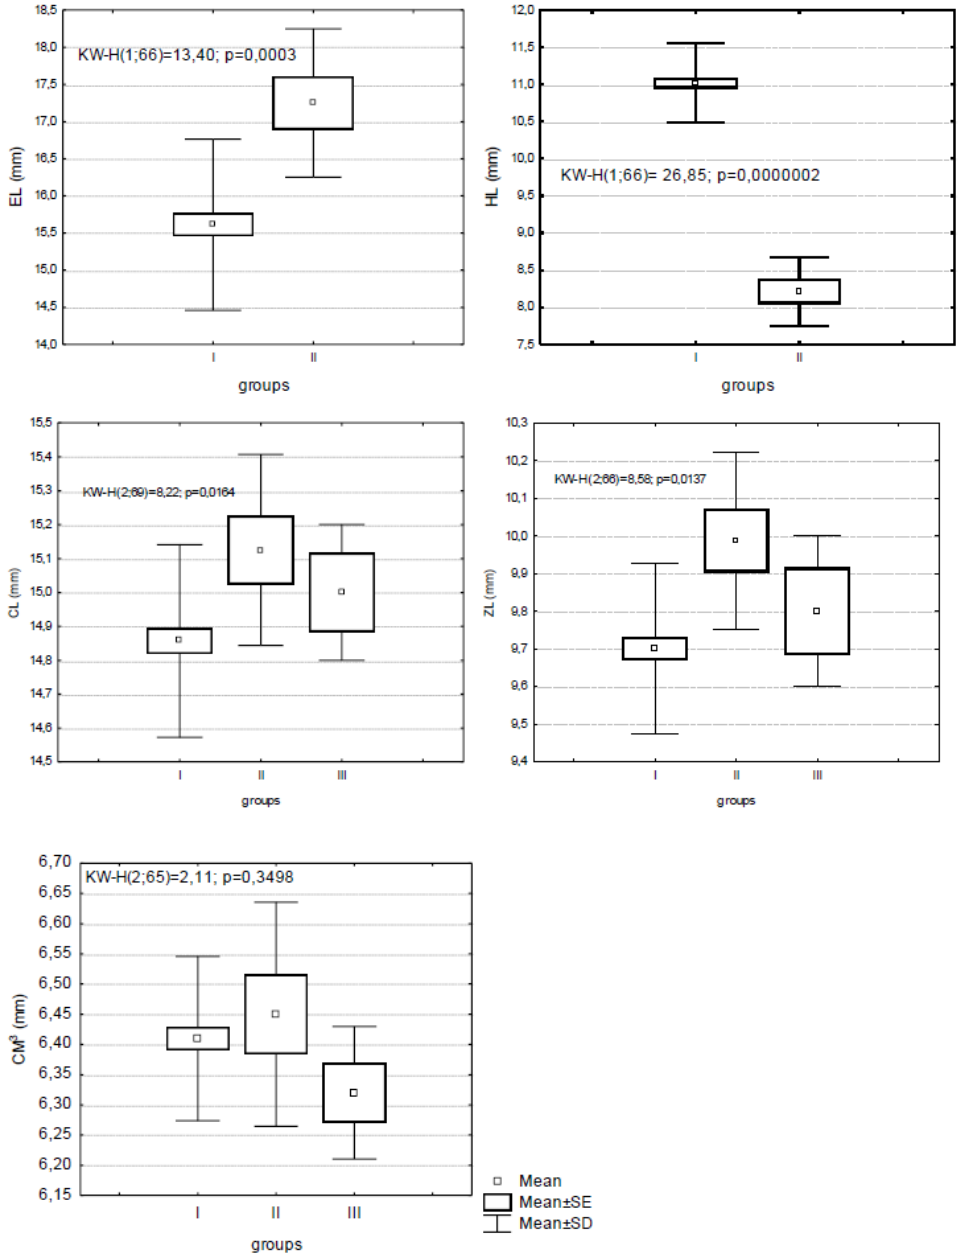 18,5
18,0
17,5
17,0
16,5
16,0
15,5
15,0
14,5
14,0
EL (mm)
KW-H(1;66)=13,40; p=0,0003
I II
groups
12,0
11,5
11,0
10,5
10,0
9,5
9,0
8,5
8,0
7,5
HL (mm)
KW-H(1;66)= 26,85; p=0,0000002
I II
groups
15,5
15,4
15,3
15,2
15,1
15,0
14,9
14,8
14,7
14,6
14,5
CL (mm)
KW-H(2;69)=8,22; p=0,0164
I II III
groups
10,3
10,2
10,1
10,0
9,9
9,8
9,7
9,6
9,5
9,4
ZL (mm)
KW-H(2;66)=8,58; p=0,0137
I II III
groups
6,70
6,65
6,60
6,55
6,50
6,45
6,40
6,35
6,30
6,25
6,20
6,15
CM³ (mm)
KW-H(2;65)=2,11; p=0,3498
I II III
groups
Mean
Mean±SE
Mean±SD